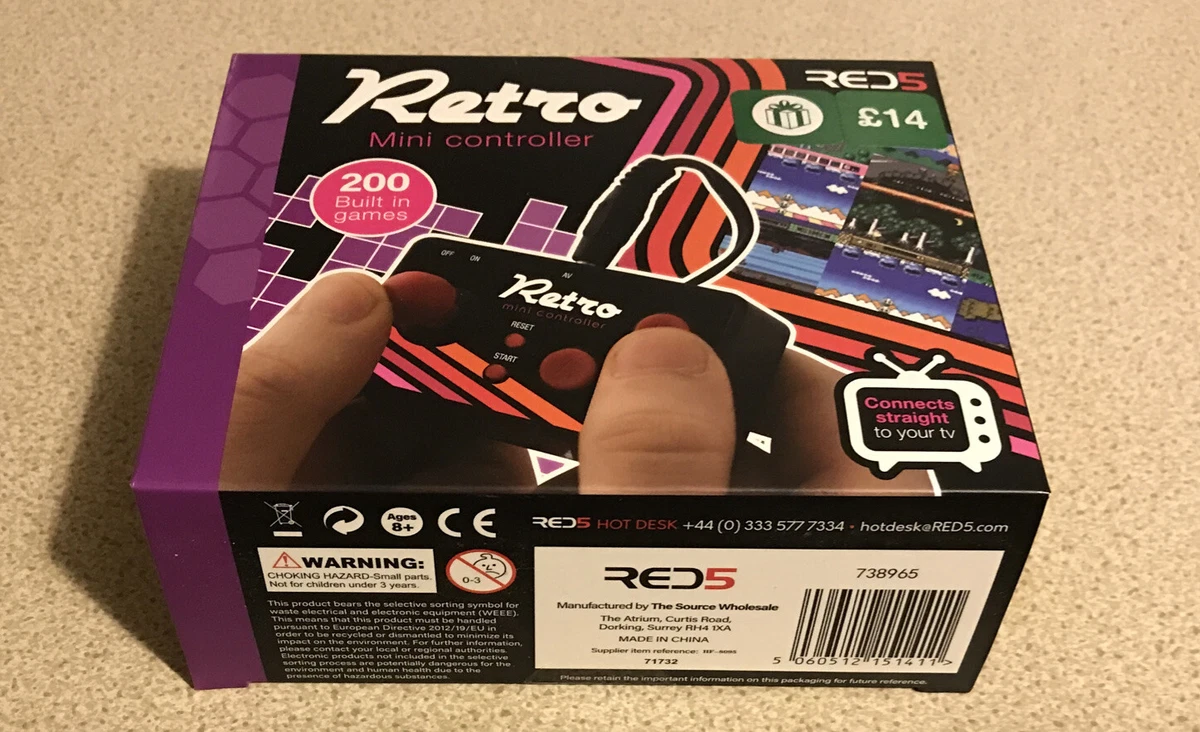 Retro
Mini controller
RED5
£14
200
Built in
games
OFF
ON
AV
Retro
mini controller
RESET
START
Connects
straight
to your tv
Ages
8+
CE
RED5 HOT DESK +44 (0) 333 577 7334 • hotdesk@RED5.com
WARNING:
CHOKING HAZARD-Small parts.
Not for children under 3 years.
0-3
This product bears the selective sorting symbol for
waste electrical and electronic equipment (WEEE).
This means that this product must be handled
pursuant to European Directive 2012/19/EU in
order to be recycled or dismantled to minimize its
impact on the environment. For further information,
please contact your local or regional authorities.
Electronic products not included in the selective
sorting process are potentially dangerous for the
environment and human health due to the
presence of hazardous substances.
RED5
738965
Manufactured by The Source Wholesale
The Atrium, Curtis Road,
Dorking, Surrey RH4 1XA
MADE IN CHINA
Supplier item reference:
71732
5 060512 151411 >
Please retain the important information on this packaging for future reference.